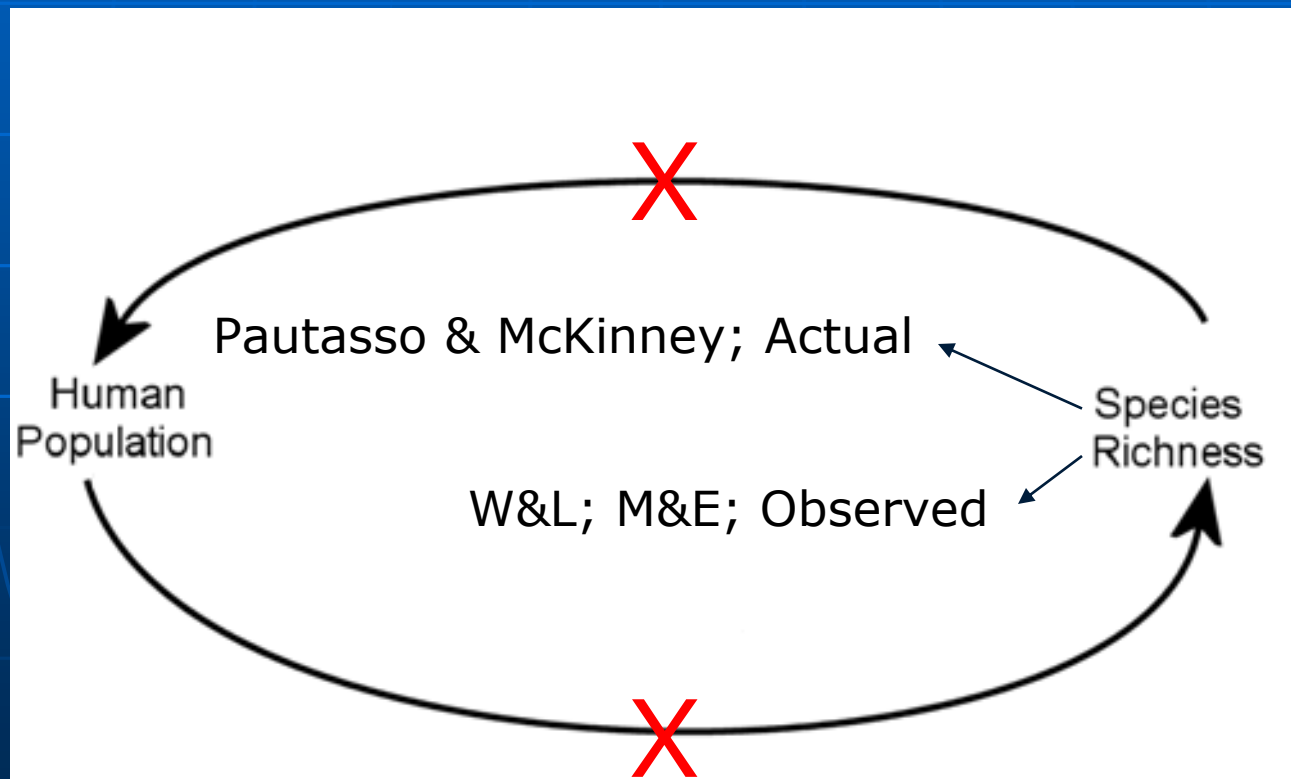 X
Pautasso & McKinney; Actual
Human
Population
Species
Richness
W&L; M&E; Observed
X